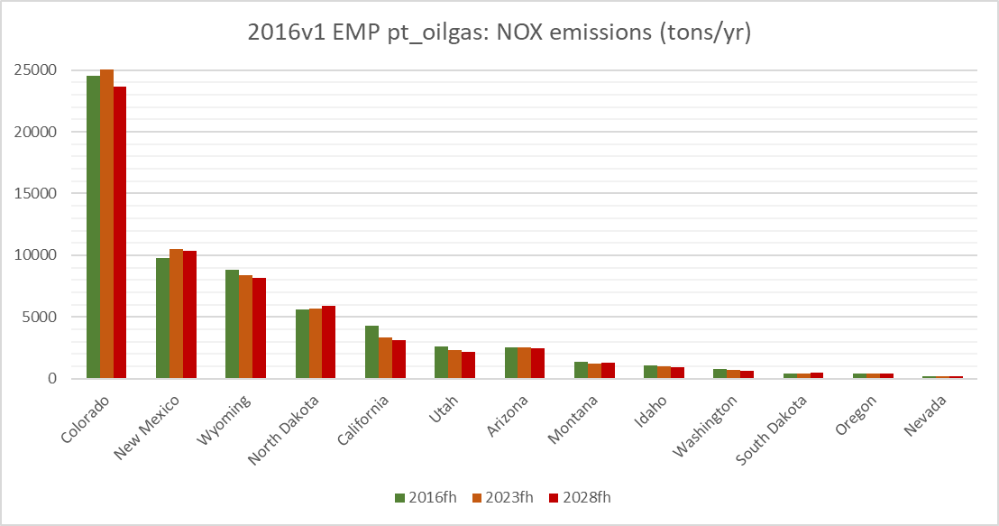 2016v1 EMP pt_oilgas: NOX emissions (tons/yr)
25000
20000
15000
10000
5000
0
Colorado
New Mexico
Wyoming
North Dakota
California
Utah
Arizona
Montana
Idaho
Washington
South Dakota
Oregon
Nevada
2016fh 2023fh 2028fh